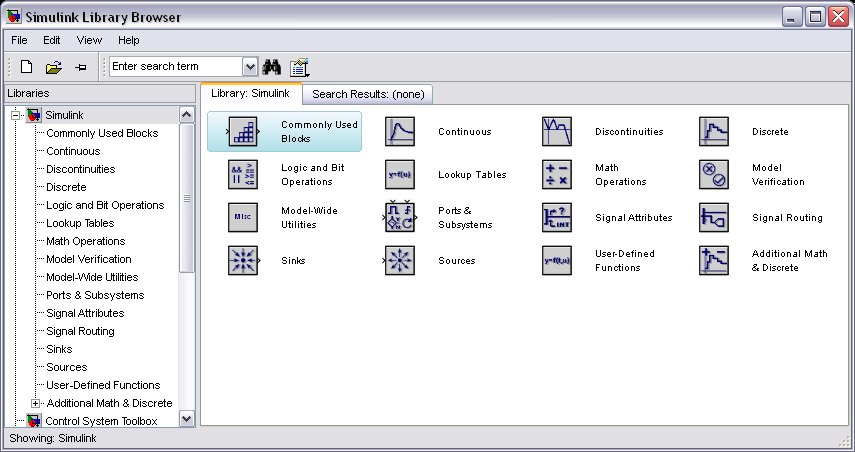 Simulink Library Browser
File Edit View Help
Enter search term
Libraries
Library: Simulink Search Results: (none)
Simulink
Commonly Used Blocks
Continuous
Discontinuities
Discrete
Logic and Bit Operations
Lookup Tables
Math Operations
Model Verification
Model-Wide Utilities
Ports & Subsystems
Signal Attributes
Signal Routing
Sinks
Sources
User-Defined Functions
Additional Math & Discrete
Control System Toolbox
Commonly Used
Blocks
Continuous
Discontinuities
Discrete
&& >=
|| <=
Logic and Bit
Operations
y=f(u)
Lookup Tables
+ −
÷ ×
Math
Operations
Model
Verification
Misc
Model-Wide
Utilities
Ports &
Subsystems
?
INT
Signal Attributes
Signal Routing
Sinks
Sources
y=f(t,u)
User-Defined
Functions
+ −
Additional Math
& Discrete
Showing: Simulink